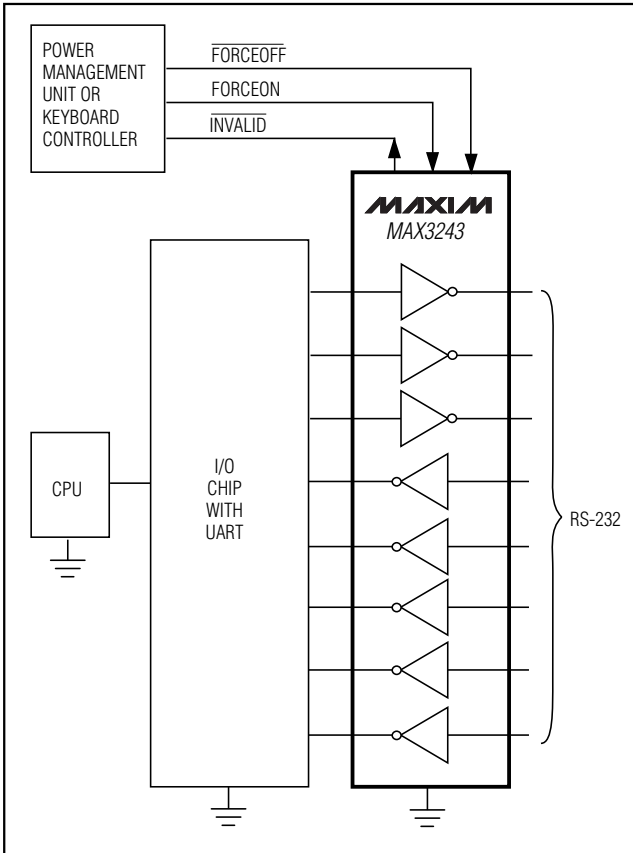 POWER
MANAGEMENT
UNIT OR
KEYBOARD
CONTROLLER
FORCEOFF
FORCEON
INVALID
MAXIM
MAX3243
CPU
I/O
CHIP
WITH
UART
RS-232